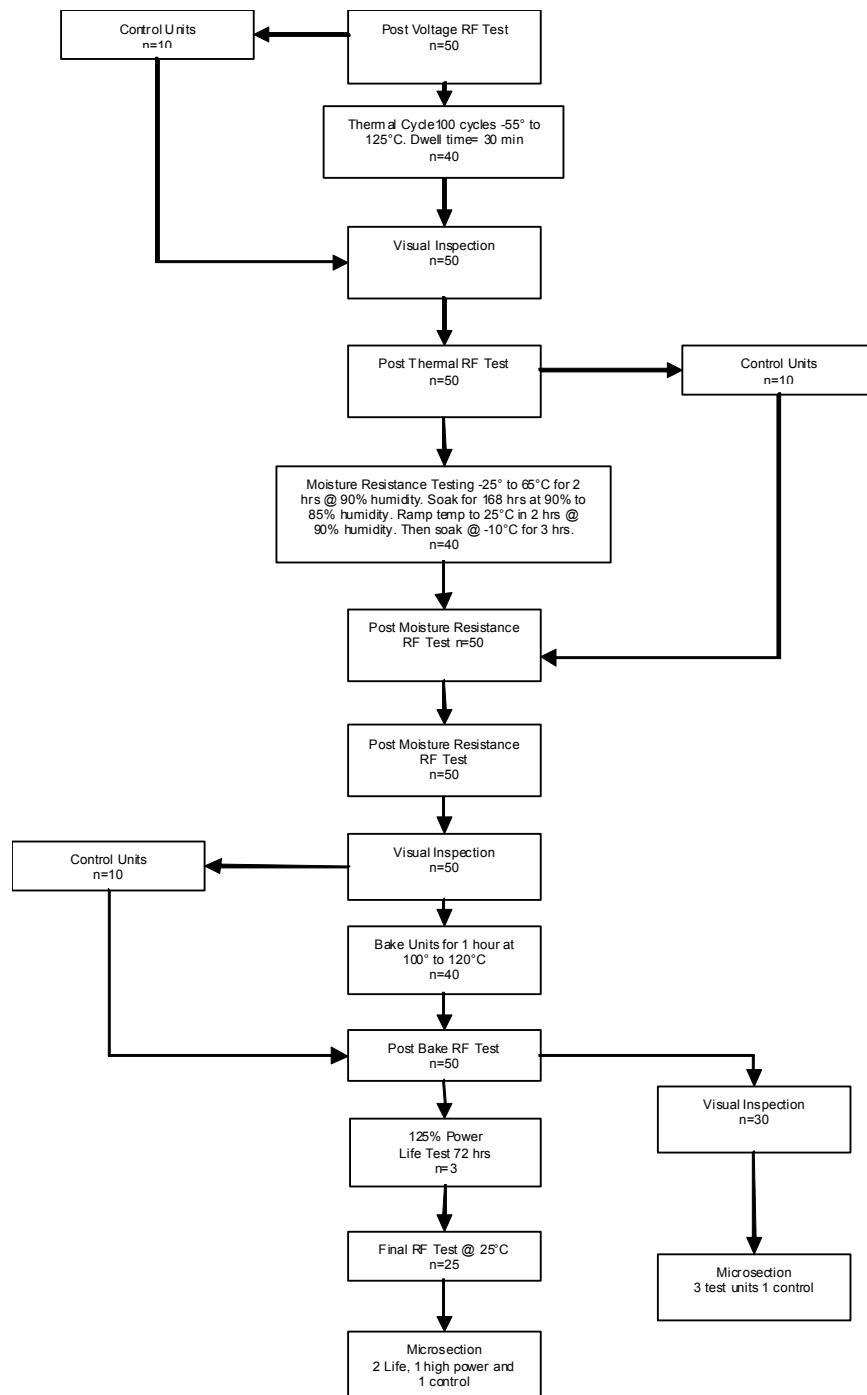 Control Units
n=10
Post Voltage RF Test
n=50
Thermal Cycle100 cycles -55° to
125°C. Dwell time= 30 min
n=40
Visual Inspection
n=50
Post Thermal RF Test
n=50
Control Units
n=10
Moisture Resistance Testing -25° to 65°C for 2
hrs @ 90% humidity. Soak for 168 hrs at 90% to
85% humidity. Ramp temp to 25°C in 2 hrs @
90% humidity. Then soak @ -10°C for 3 hrs.
n=40
Post Moisture Resistance
RF Test n=50
Post Moisture Resistance
RF Test
n=50
Visual Inspection
n=50
Control Units
n=10
Bake Units for 1 hour at
100° to 120°C
n=40
Post Bake RF Test
n=50
Visual Inspection
n=30
125% Power
Life Test 72 hrs
n=3
Final RF Test @ 25°C
n=25
Microsection
3 test units 1 control
Microsection
2 Life, 1 high power and
1 control